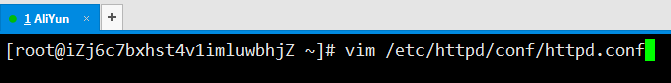 1 AliYun × +
[root@iZj6c7bxhst4v1imluwbhjZ ~]# vim /etc/httpd/conf/httpd.conf